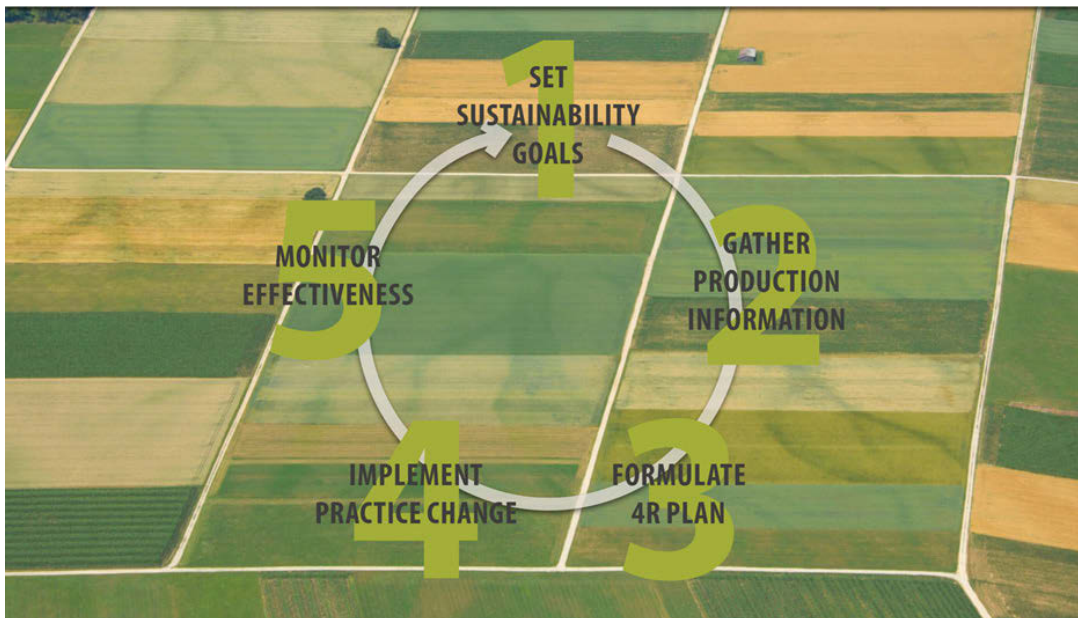 1
SET
SUSTAINABILITY
GOALS
2
GATHER
PRODUCTION
INFORMATION
3
FORMULATE
4R PLAN
4
IMPLEMENT
PRACTICE CHANGE
5
MONITOR
EFFECTIVENESS